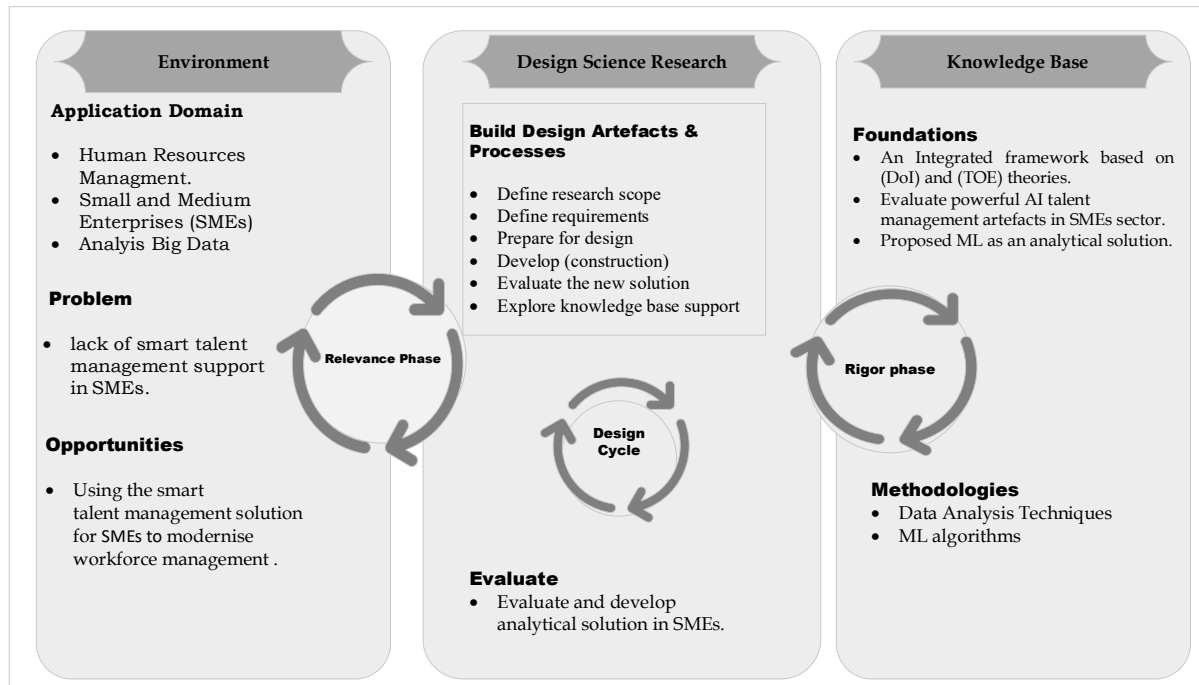 Environment
Application Domain
• Human Resources
Managment.
• Small and Medium
Enterprises (SMEs)
• Analyis Big Data
Problem
• lack of smart talent
management support
in SMEs.
Opportunities
• Using the smart
talent management solution
for SMEs to modernise
workforce management .
Relevance Phase
Design Science Research
Build Design Artefacts &
Processes
• Define research scope
• Define requirements
• Prepare for design
• Develop (construction)
• Evaluate the new solution
• Explore knowledge base support
Design
Cycle
Evaluate
• Evaluate and develop
analytical solution in SMEs.
Rigor phase
Knowledge Base
Foundations
• An Integrated framework based on
(DoI) and (TOE) theories.
• Evaluate powerful AI talent
management artefacts in SMEs sector.
• Proposed ML as an analytical solution.
Methodologies
• Data Analysis Techniques
• ML algorithms